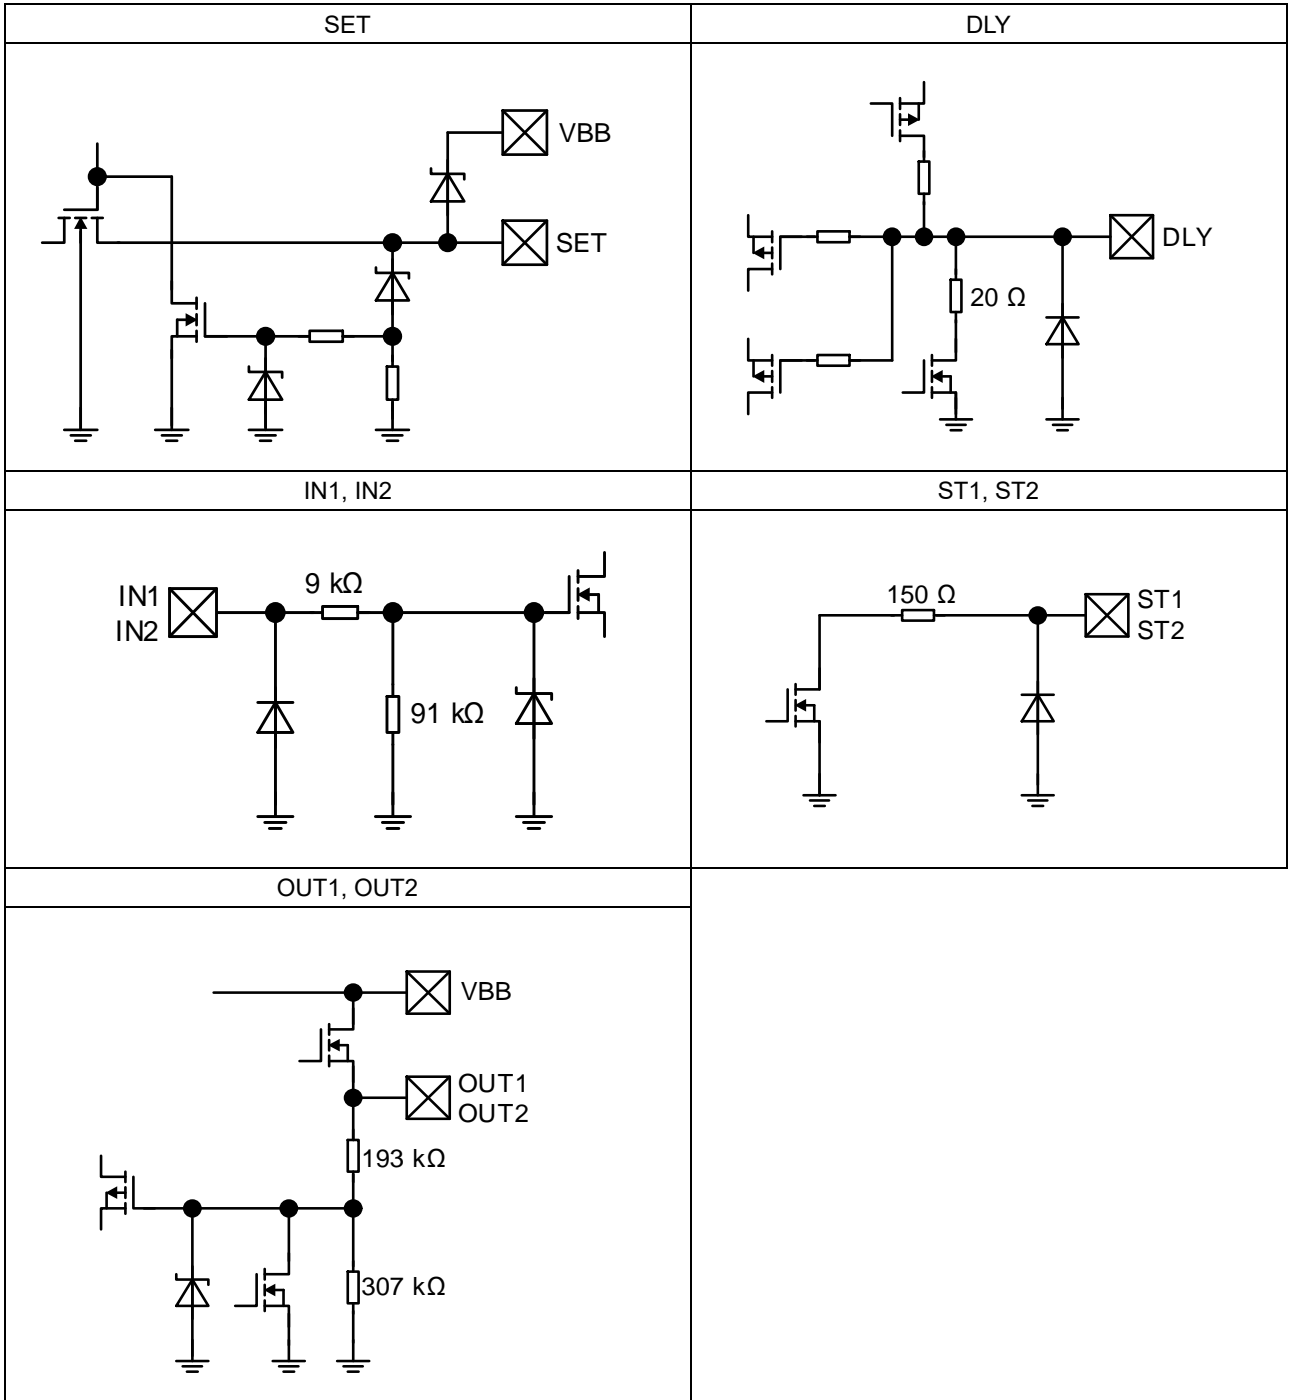 SET
DLY
VBB
SET
DLY
20 Ω
IN1, IN2
ST1, ST2
IN1
IN2
9 kΩ
91 kΩ
150 Ω
ST1
ST2
OUT1, OUT2
VBB
OUT1
OUT2
193 kΩ
307 kΩ